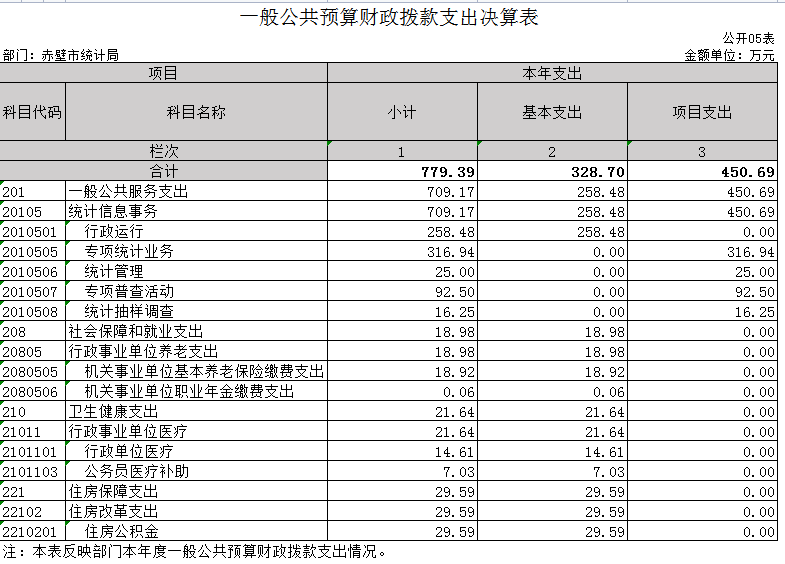 一般公共预算财政拨款支出决算表
公开05表
部门：赤壁市统计局 金额单位：万元
项目 本年支出
科目代码 科目名称 小计 基本支出 项目支出
栏次 1 2 3
合计 779.39 328.70 450.69
201 一般公共服务支出 709.17 258.48 450.69
20105 统计信息事务 709.17 258.48 450.69
2010501 行政运行 258.48 258.48 0.00
2010505 专项统计业务 316.94 0.00 316.94
2010506 统计管理 25.00 0.00 25.00
2010507 专项普查活动 92.50 0.00 92.50
2010508 统计抽样调查 16.25 0.00 16.25
208 社会保障和就业支出 18.98 18.98 0.00
20805 行政事业单位养老支出 18.98 18.98 0.00
2080505 机关事业单位基本养老保险缴费支出 18.92 18.92 0.00
2080506 机关事业单位职业年金缴费支出 0.06 0.06 0.00
210 卫生健康支出 21.64 21.64 0.00
21011 行政事业单位医疗 21.64 21.64 0.00
2101101 行政单位医疗 14.61 14.61 0.00
2101103 公务员医疗补助 7.03 7.03 0.00
221 住房保障支出 29.59 29.59 0.00
22102 住房改革支出 29.59 29.59 0.00
2210201 住房公积金 29.59 29.59 0.00
注：本表反映部门本年度一般公共预算财政拨款支出情况。